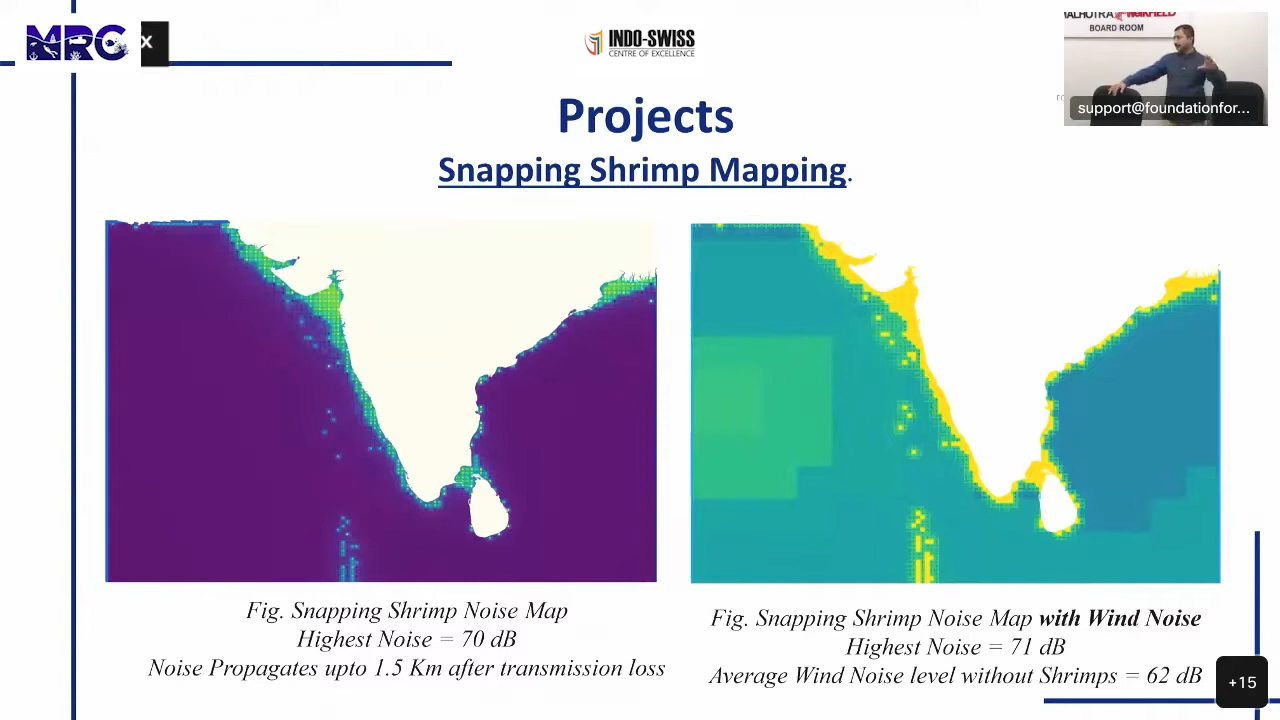 MRC
x
INDO-SWISS
CENTRE OF EXCELLENCE
BOARD ROOM
support@foundationfor...
Projects
Snapping Shrimp Mapping.
Fig. Snapping Shrimp Noise Map
Highest Noise = 70 dB
Noise Propagates upto 1.5 Km after transmission loss
Fig. Snapping Shrimp Noise Map with Wind Noise
Highest Noise = 71 dB
Average Wind Noise level without Shrimps = 62 dB
+15